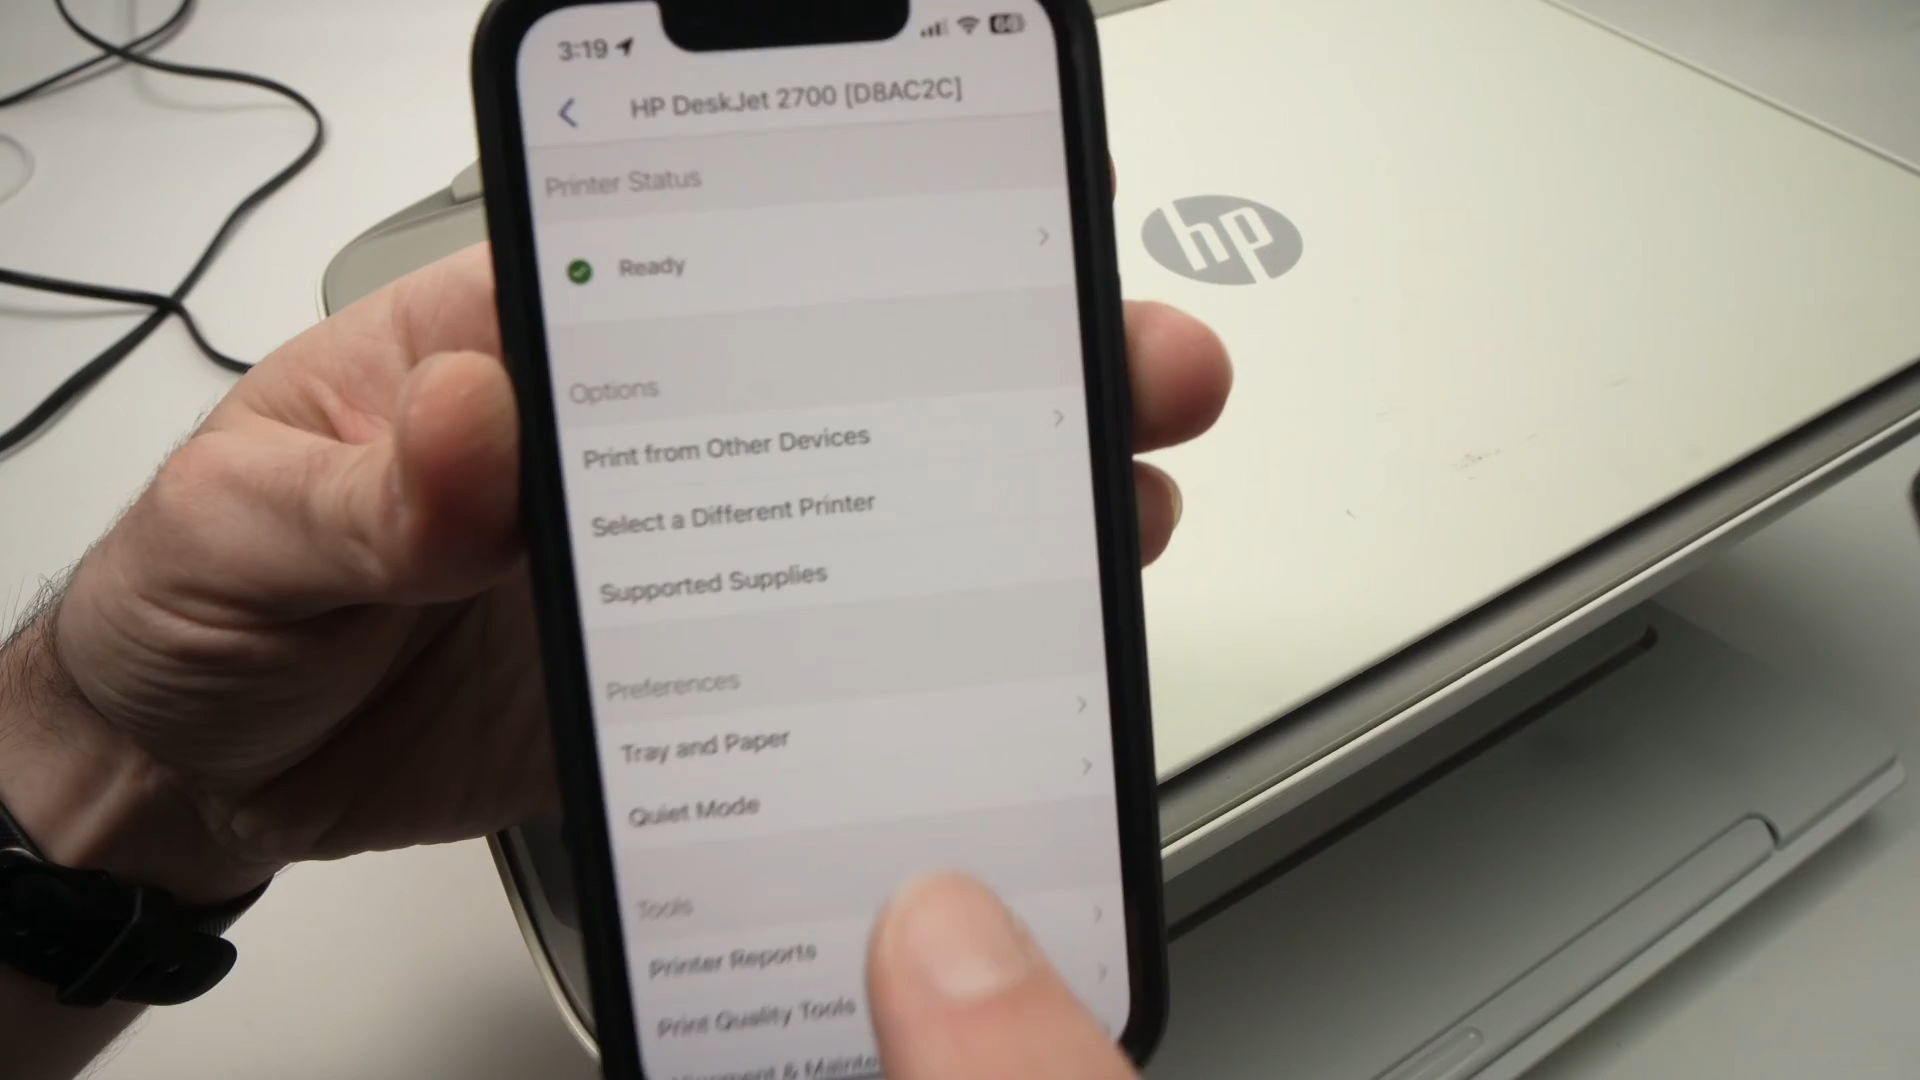 3:19
66
HP DeskJet 2700 [D8AC2C]
Printer Status
Ready
Options
Print from Other Devices
Select a Different Printer
Supported Supplies
Preferences
Tray and Paper
Quiet Mode
Tools
Printer Reports
Print Quality Tools
hp